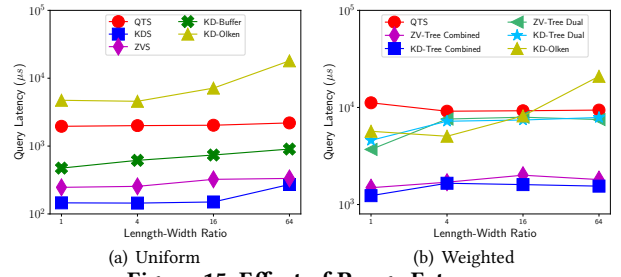 QTS
KDS
ZVS
KD-Buffer
KD-Olken
10^5
10^4
10^3
10^2
Query Latency (μs)
1 4 16 64
Lenngth-Width Ratio
(a) Uniform
QTS
ZV-Tree Combined
KD-Tree Combined
ZV-Tree Dual
KD-Tree Dual
KD-Olken
10^5
10^4
10^3
Query Latency (μs)
1 4 16 64
Lenngth-Width Ratio
(b) Weighted